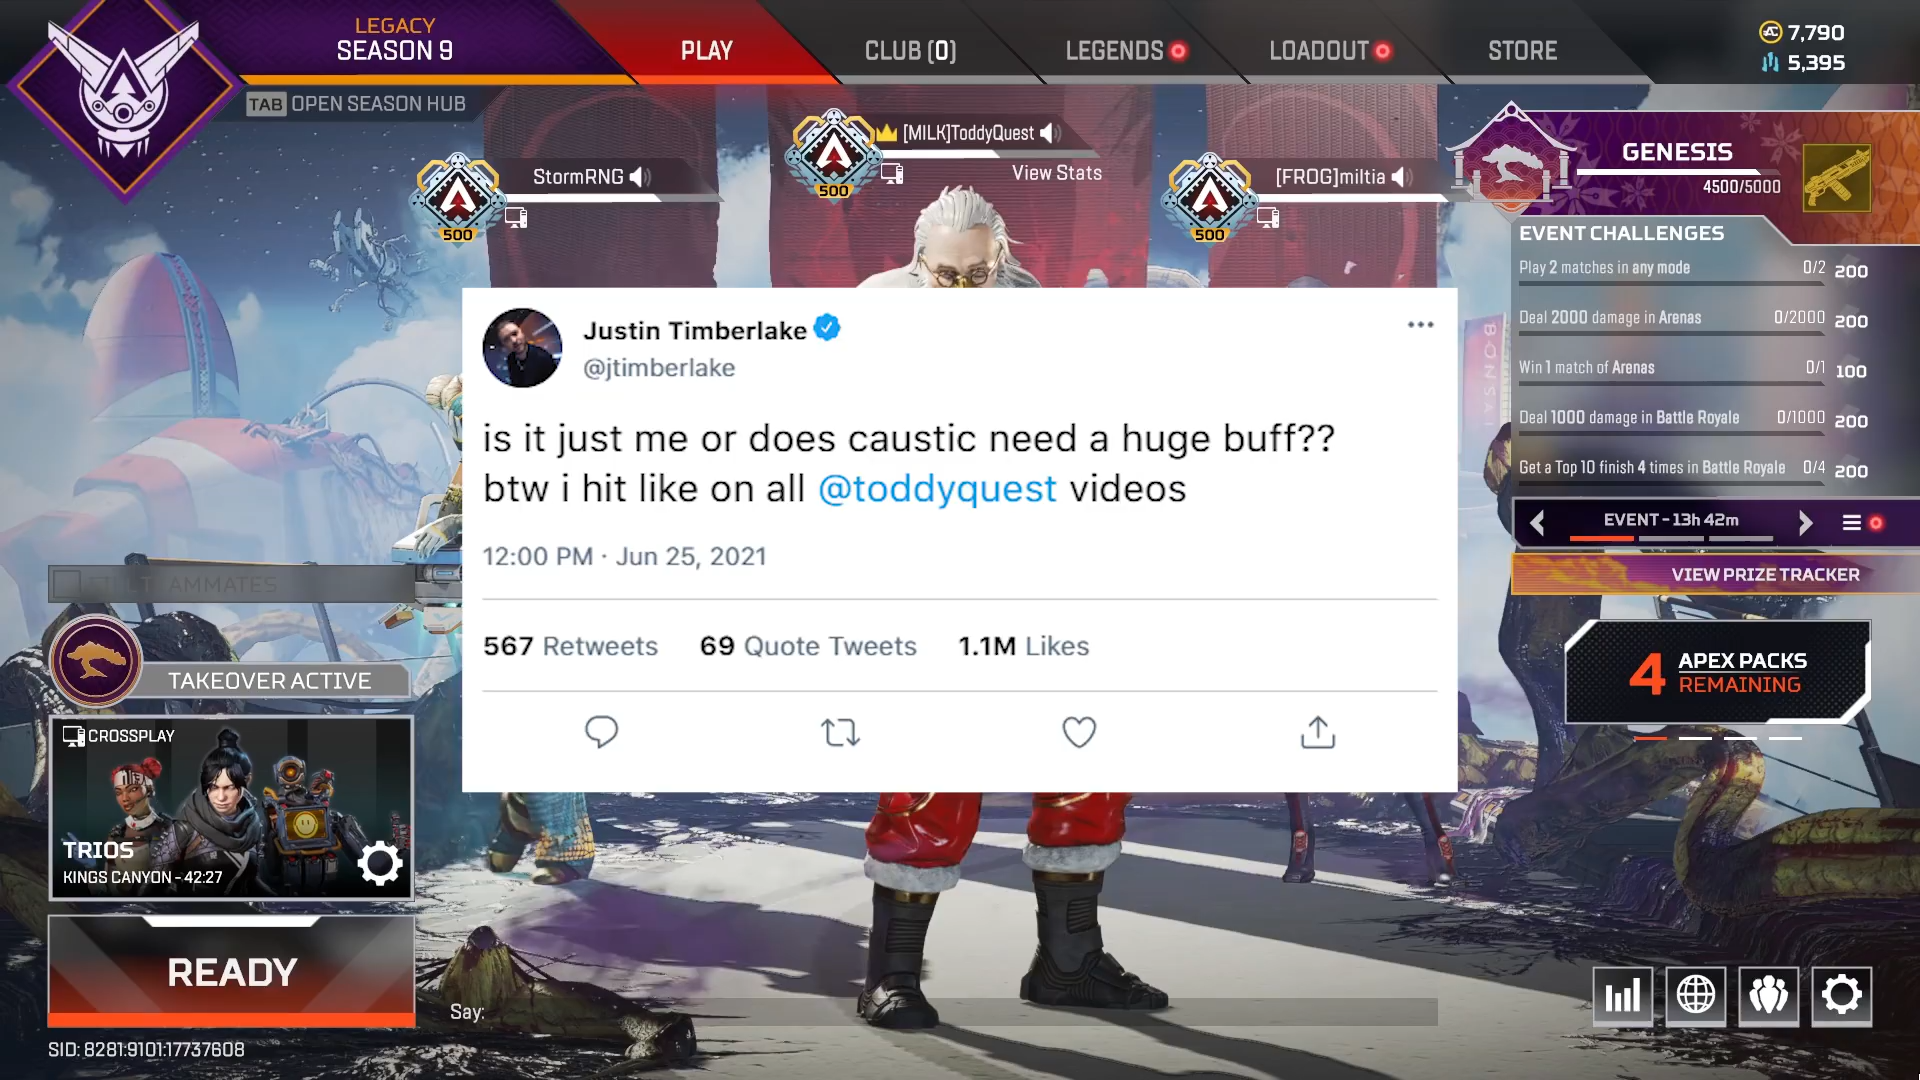 LEGACY
SEASON 9
PLAY
CLUB (0)
LEGENDS
LOADOUT
STORE
7,790
5,395
TAB OPEN SEASON HUB
StormRNG
500
[MILK]ToddyQuest
View Stats
500
[FROG]miltia
500
GENESIS
4500/5000
EVENT CHALLENGES
Play 2 matches in any mode 0/2 200
Deal 2000 damage in Arenas 0/2000 200
Win 1 match of Arenas 0/1 100
Deal 1000 damage in Battle Royale 0/1000 200
Get a Top 10 finish 4 times in Battle Royale 0/4 200
EVENT - 13h 42m
VIEW PRIZE TRACKER
4 APEX PACKS
REMAINING
BONSAI
Justin Timberlake
@jtimberlake
is it just me or does caustic need a huge buff??
btw i hit like on all @toddyquest videos
12:00 PM · Jun 25, 2021
567 Retweets 69 Quote Tweets 1.1M Likes
TEAMMATES
TAKEOVER ACTIVE
CROSSPLAY
TRIOS
KINGS CANYON - 42:27
READY
Say:
SID: 8281:9101:17737608